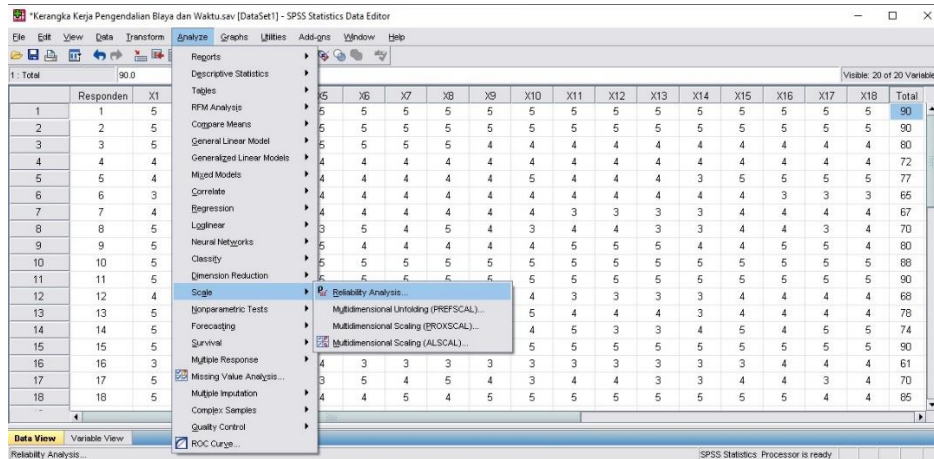 *Kerangka Kerja Pengendalian Biaya dan Waktu.sav [DataSet1] - SPSS Statistics Data Editor
File Edit View Data Transform Analyze Graphs Utilities Add-ons Window Help
1 : Total 90.0 Visible: 20 of 20 Variable
Responden X1 X5 X6 X7 X8 X9 X10 X11 X12 X13 X14 X15 X16 X17 X18 Total
1 1 5 5 5 5 5 5 5 5 5 5 5 5 5 5 5 90
2 2 5 5 5 5 5 5 5 5 5 5 5 5 5 5 5 90
3 3 5 5 5 5 5 4 4 4 4 4 4 4 4 4 4 80
4 4 4 4 4 4 4 4 4 4 4 4 4 4 4 4 4 72
5 5 4 4 4 4 4 4 5 4 4 4 3 5 5 5 5 77
6 6 3 4 4 4 4 4 4 4 4 4 4 4 3 3 3 65
7 7 4 4 4 4 4 4 4 3 3 3 3 4 4 4 4 67
8 8 5 3 5 4 5 4 3 4 4 3 3 4 4 3 4 70
9 9 5 5 4 4 4 4 4 5 5 5 4 4 5 5 4 80
10 10 5 5 5 5 5 5 5 5 5 5 5 5 5 5 5 88
11 11 5 5 5 5 5 5 5 5 5 5 5 5 5 5 5 90
12 12 4 4 3 3 3 3 4 4 4 4 68
13 13 5 5 4 4 4 3 4 4 4 4 78
14 14 5 4 5 3 3 4 5 4 5 4 74
15 15 5 5 5 5 5 5 5 5 5 5 90
16 16 3 4 3 3 3 3 3 3 3 3 3 3 4 4 4 61
17 17 5 3 5 4 5 4 3 4 4 3 3 4 4 3 4 70
18 18 5 4 4 5 4 4 5 5 5 5 5 5 5 4 4 85
Reports
Descriptive Statistics
Tables
RFM Analysis
Compare Means
General Linear Model
Generalized Linear Models
Mixed Models
Correlate
Regression
Loglinear
Neural Networks
Classify
Dimension Reduction
Scale
Nonparametric Tests
Forecasting
Survival
Multiple Response
Missing Value Analysis...
Multiple Imputation
Complex Samples
Quality Control
ROC Curve...
Reliability Analysis...
Multidimensional Unfolding (PREFSCAL)...
Multidimensional Scaling (PROXSCAL)...
Multidimensional Scaling (ALSCAL)...
Data View Variable View
Reliability Analysis... SPSS Statistics Processor is ready